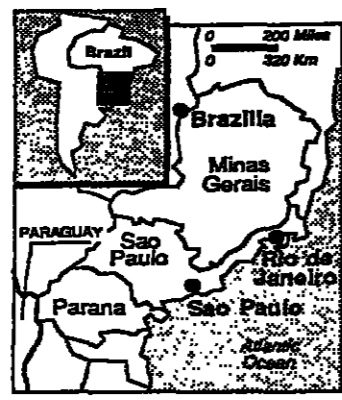 Brazil
0 200 Miles
0 320 Km
Brazilia
Minas
Gerais
PARAGUAY
Sao
Paulo
Rio de
Janeiro
Parana
Sao Paulo
Atlantic
Ocean